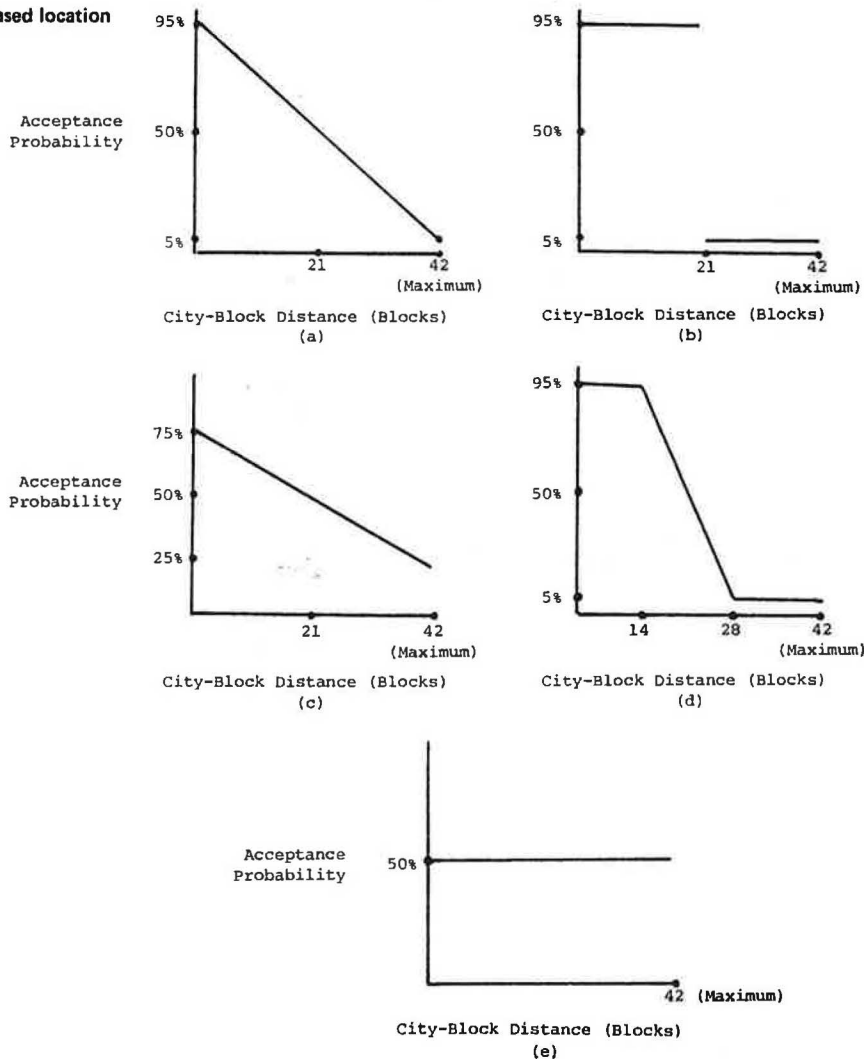 location
95%
Acceptance
Probability
50%
5%
21
42
(Maximum)
City-Block Distance (Blocks)
(a)
95%
50%
5%
21
42
(Maximum)
City-Block Distance (Blocks)
(b)
75%
Acceptance
Probability
50%
25%
21
42
(Maximum)
City-Block Distance (Blocks)
(c)
95%
50%
5%
14
28
42
(Maximum)
City-Block Distance (Blocks)
(d)
Acceptance
Probability
50%
42 (Maximum)
City-Block Distance (Blocks)
(e)